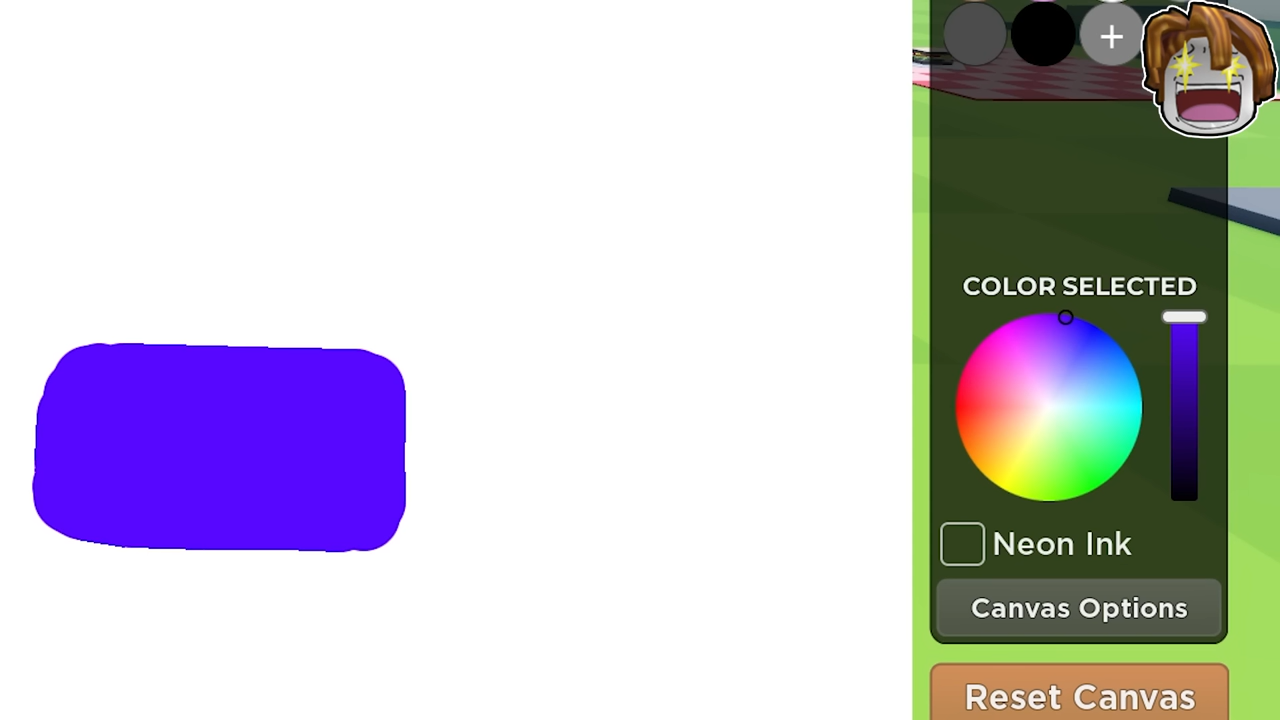 +
COLOR SELECTED
Neon Ink
Canvas Options
Reset Canvas